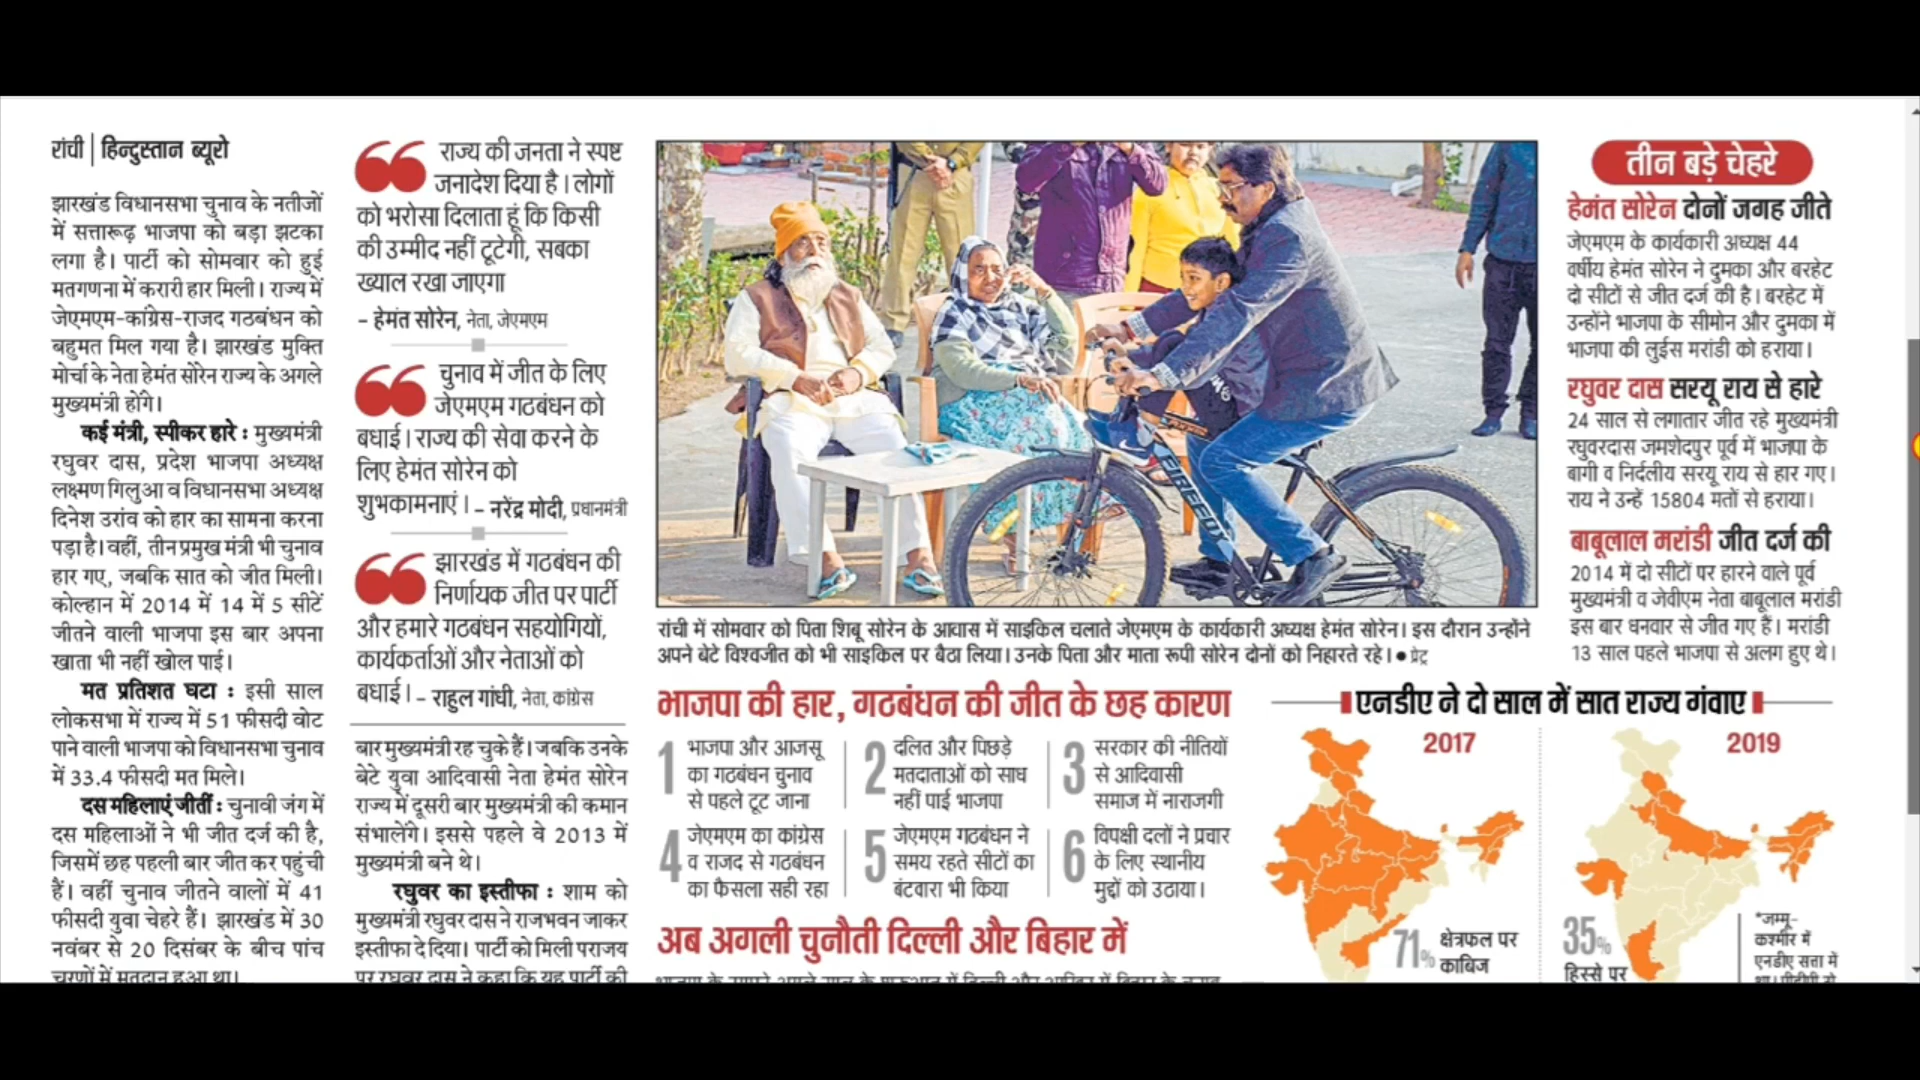 रांची | हिन्दुस्तान ब्यूरो
झारखंड विधानसभा चुनाव के नतीजों
में सत्तारूढ़ भाजपा को बड़ा झटका
लगा है। पार्टी को सोमवार को हुई
मतगणना में करारी हार मिली। राज्य में
जेएमएम-कांग्रेस-राजद गठबंधन को
बहुमत मिल गया है। झारखंड मुक्ति
मोर्चा के नेता हेमंत सोरेन राज्य के अगले
मुख्यमंत्री होंगे।
कई मंत्री, स्पीकर हारे : मुख्यमंत्री
रघुवर दास, प्रदेश भाजपा अध्यक्ष
लक्ष्मण गिलुआ व विधानसभा अध्यक्ष
दिनेश उरांव को हार का सामना करना
पड़ा है। वहीं, तीन प्रमुख मंत्री भी चुनाव
हार गए, जबकि सात को जीत मिली।
कोल्हान में 2014 में 14 में 5 सीटें
जीतने वाली भाजपा इस बार अपना
खाता भी नहीं खोल पाई।
मत प्रतिशत घटा : इसी साल
लोकसभा में राज्य में 51 फीसदी वोट
पाने वाली भाजपा को विधानसभा चुनाव
में 33.4 फीसदी मत मिले।
दस महिलाएं जीतीं : चुनावी जंग में
दस महिलाओं ने भी जीत दर्ज की है,
जिसमें छह पहली बार जीत कर पहुंची
हैं। वहीं चुनाव जीतने वालों में 41
फीसदी युवा चेहरे हैं। झारखंड में 30
नवंबर से 20 दिसंबर के बीच पांच
चरणों में मतदान हुआ था।
राज्य की जनता ने स्पष्ट
जनादेश दिया है। लोगों
को भरोसा दिलाता हूं कि किसी
की उम्मीद नहीं टूटेगी, सबका
ख्याल रखा जाएगा
- हेमंत सोरेन, नेता, जेएमएम
चुनाव में जीत के लिए
जेएमएम गठबंधन को
बधाई। राज्य की सेवा करने के
लिए हेमंत सोरेन को
शुभकामनाएं। - नरेंद्र मोदी, प्रधानमंत्री
झारखंड में गठबंधन की
निर्णायक जीत पर पार्टी
और हमारे गठबंधन सहयोगियों,
कार्यकर्ताओं और नेताओं को
बधाई। - राहुल गांधी, नेता, कांग्रेस
बार मुख्यमंत्री रह चुके हैं। जबकि उनके
बेटे युवा आदिवासी नेता हेमंत सोरेन
राज्य में दूसरी बार मुख्यमंत्री की कमान
संभालेंगे। इससे पहले वे 2013 में
मुख्यमंत्री बने थे।
रघुवर का इस्तीफा : शाम को
मुख्यमंत्री रघुवर दास ने राजभवन जाकर
इस्तीफा दे दिया। पार्टी को मिली पराजय
पर रघुवर दास ने कहा कि यह पार्टी की
FIREFOX
रांची में सोमवार को पिता शिबू सोरेन के आवास में साइकिल चलाते जेएमएम के कार्यकारी अध्यक्ष हेमंत सोरेन। इस दौरान उन्होंने
अपने बेटे विश्वजीत को भी साइकिल पर बैठा लिया। उनके पिता और माता रूपी सोरेन दोनों को निहारते रहे। ● प्रेट्र
भाजपा की हार, गठबंधन की जीत के छह कारण
1 भाजपा और आजसू
का गठबंधन चुनाव
से पहले टूट जाना
2 दलित और पिछड़े
मतदाताओं को साध
नहीं पाई भाजपा
3 सरकार की नीतियों
से आदिवासी
समाज में नाराजगी
4 जेएमएम का कांग्रेस
व राजद से गठबंधन
का फैसला सही रहा
5 जेएमएम गठबंधन ने
समय रहते सीटों का
बंटवारा भी किया
6 विपक्षी दलों ने प्रचार
के लिए स्थानीय
मुद्दों को उठाया।
अब अगली चुनौती दिल्ली और बिहार में
तीन बड़े चेहरे
हेमंत सोरेन दोनों जगह जीते
जेएमएम के कार्यकारी अध्यक्ष 44
वर्षीय हेमंत सोरेन ने दुमका और बरहेट
दो सीटों से जीत दर्ज की है। बरहेट में
उन्होंने भाजपा के सीमोन और दुमका में
भाजपा की लुईस मरांडी को हराया।
रघुवर दास सरयू राय से हारे
24 साल से लगातार जीत रहे मुख्यमंत्री
रघुवरदास जमशेदपुर पूर्व में भाजपा के
बागी व निर्दलीय सरयू राय से हार गए।
राय ने उन्हें 15804 मतों से हराया।
बाबूलाल मरांडी जीत दर्ज की
2014 में दो सीटों पर हारने वाले पूर्व
मुख्यमंत्री व जेवीएम नेता बाबूलाल मरांडी
इस बार धनवार से जीत गए हैं। मरांडी
13 साल पहले भाजपा से अलग हुए थे।
एनडीए ने दो साल में सात राज्य गंवाए
2017
71% क्षेत्रफल पर
काबिज
2019
35%
हिस्से पर
*जम्मू-
कश्मीर में
एनडीए सत्ता में